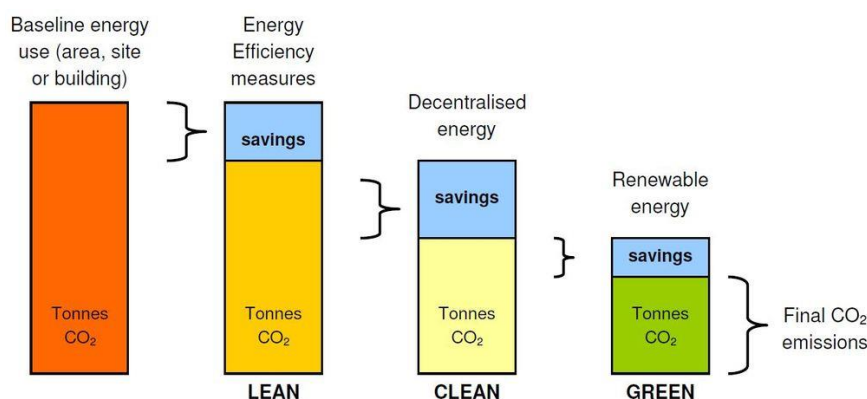 Baseline energy
use (area, site
or building)
Energy
Efficiency
measures
Decentralised
energy
Renewable
energy
savings
savings
savings
Tonnes
CO₂
Tonnes
CO₂
Tonnes
CO₂
Tonnes
CO₂
Final CO₂
emissions
LEAN
CLEAN
GREEN